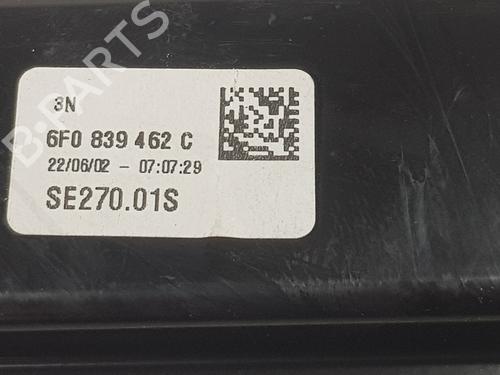 3N
6F0 839 462 C
22/06/02 - 07:07:29
SE270.01S
B-PARTS